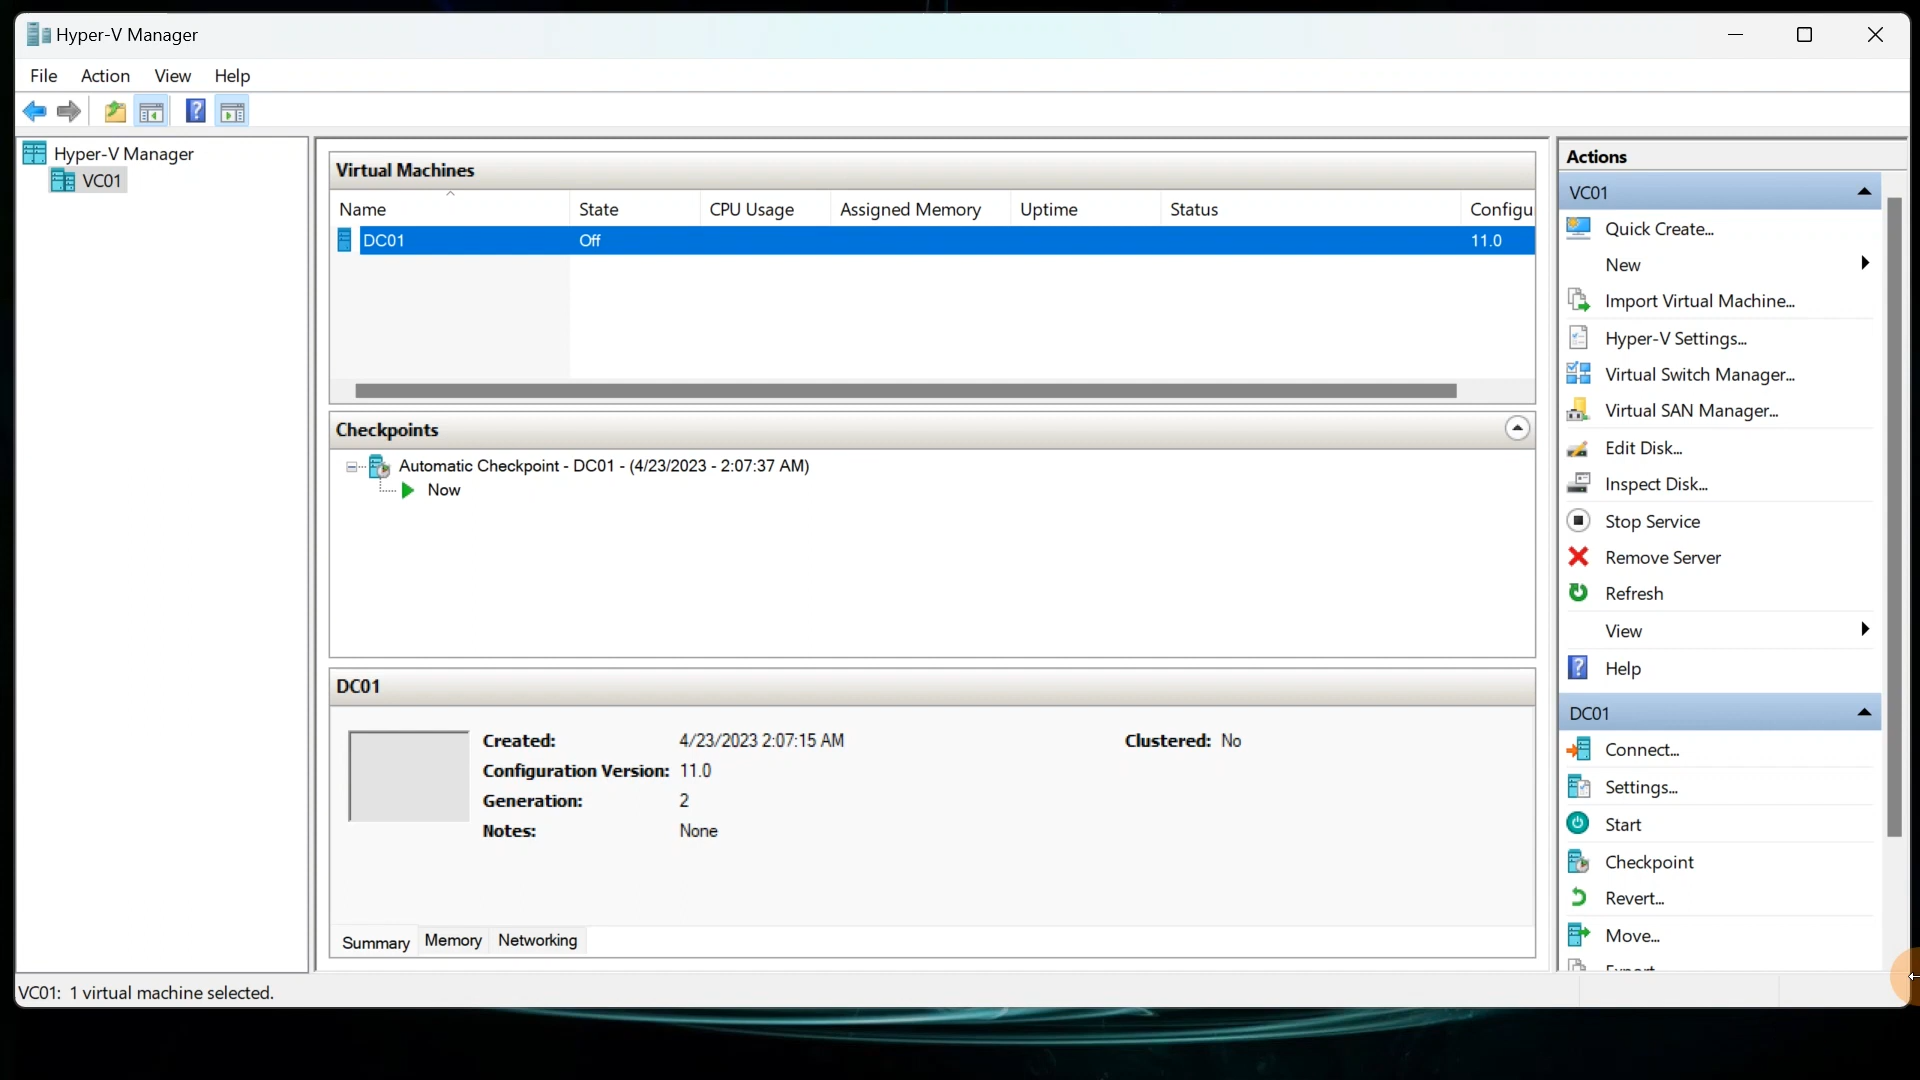 Hyper-V Manager
File Action View Help
Hyper-V Manager
VC01
Virtual Machines
Name State CPU Usage Assigned Memory Uptime Status Configu
DC01 Off 11.0
Checkpoints
Automatic Checkpoint - DC01 - (4/23/2023 - 2:07:37 AM)
Now
DC01
Created: 4/23/2023 2:07:15 AM Clustered: No
Configuration Version: 11.0
Generation: 2
Notes: None
Summary Memory Networking
Actions
VC01
Quick Create...
New
Import Virtual Machine...
Hyper-V Settings...
Virtual Switch Manager...
Virtual SAN Manager...
Edit Disk...
Inspect Disk...
Stop Service
Remove Server
Refresh
View
Help
DC01
Connect...
Settings...
Start
Checkpoint
Revert...
Move...
VC01: 1 virtual machine selected.